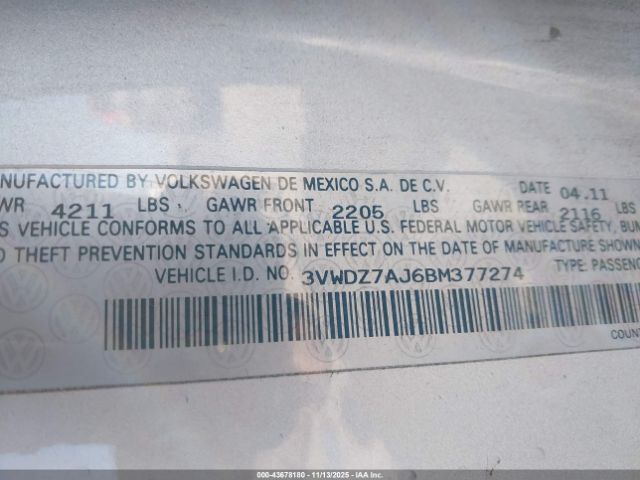 NUFACTURED BY VOLKSWAGEN DE MEXICO S.A. DE C.V. DATE 04.11
WR 4211 LBS GAWR FRONT 2205 LBS GAWR REAR 2116 LBS
S VEHICLE CONFORMS TO ALL APPLICABLE U.S. FEDERAL MOTOR VEHICLE SAFETY, BUM
D THEFT PREVENTION STANDARDS IN EFFECT ON THE DATE OF MANUFACTURE SHOWN
VEHICLE I.D. NO. 3VWDZ7AJ6BM377274 TYPE: PASSENG
COUNT
000-43678180 - 11/13/2025 - IAAI.com